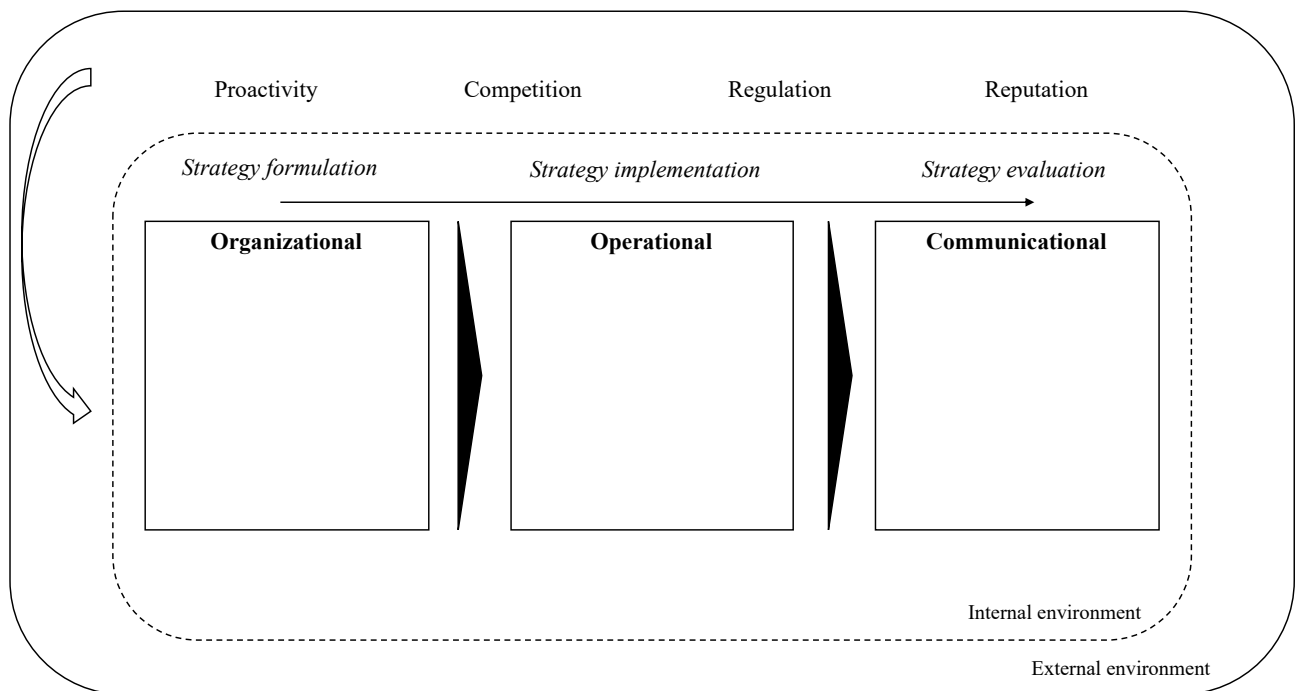 Proactivity Competition Regulation Reputation
Strategy formulation Strategy implementation Strategy evaluation
Organizational Operational Communicational
Internal environment
External environment